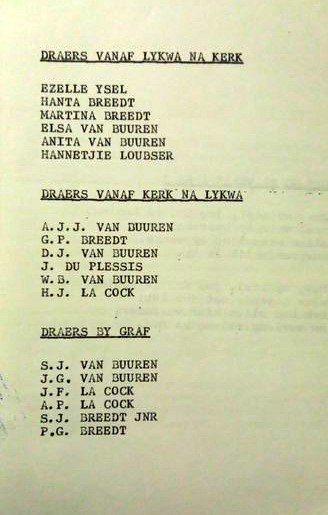 DRAERS VANAF LYKWA NA KERK
EZELLE YSEL
HANTA BREEDT
MARTINA BREEDT
ELSA VAN BUUREN
ANITA VAN BUUREN
HANNETJIE LOUBSER
DRAERS VANAF KERK NA LYKWA
A.J.J. VAN BUUREN
G.P. BREEDT
D.J. VAN BUUREN
J. DU PLESSIS
W.B. VAN BUUREN
H.J. LA COCK
DRAERS BY GRAF
S.J. VAN BUUREN
J.G. VAN BUUREN
J.F. LA COCK
A.P. LA COCK
S.J. BREEDT JNR
P.G. BREEDT